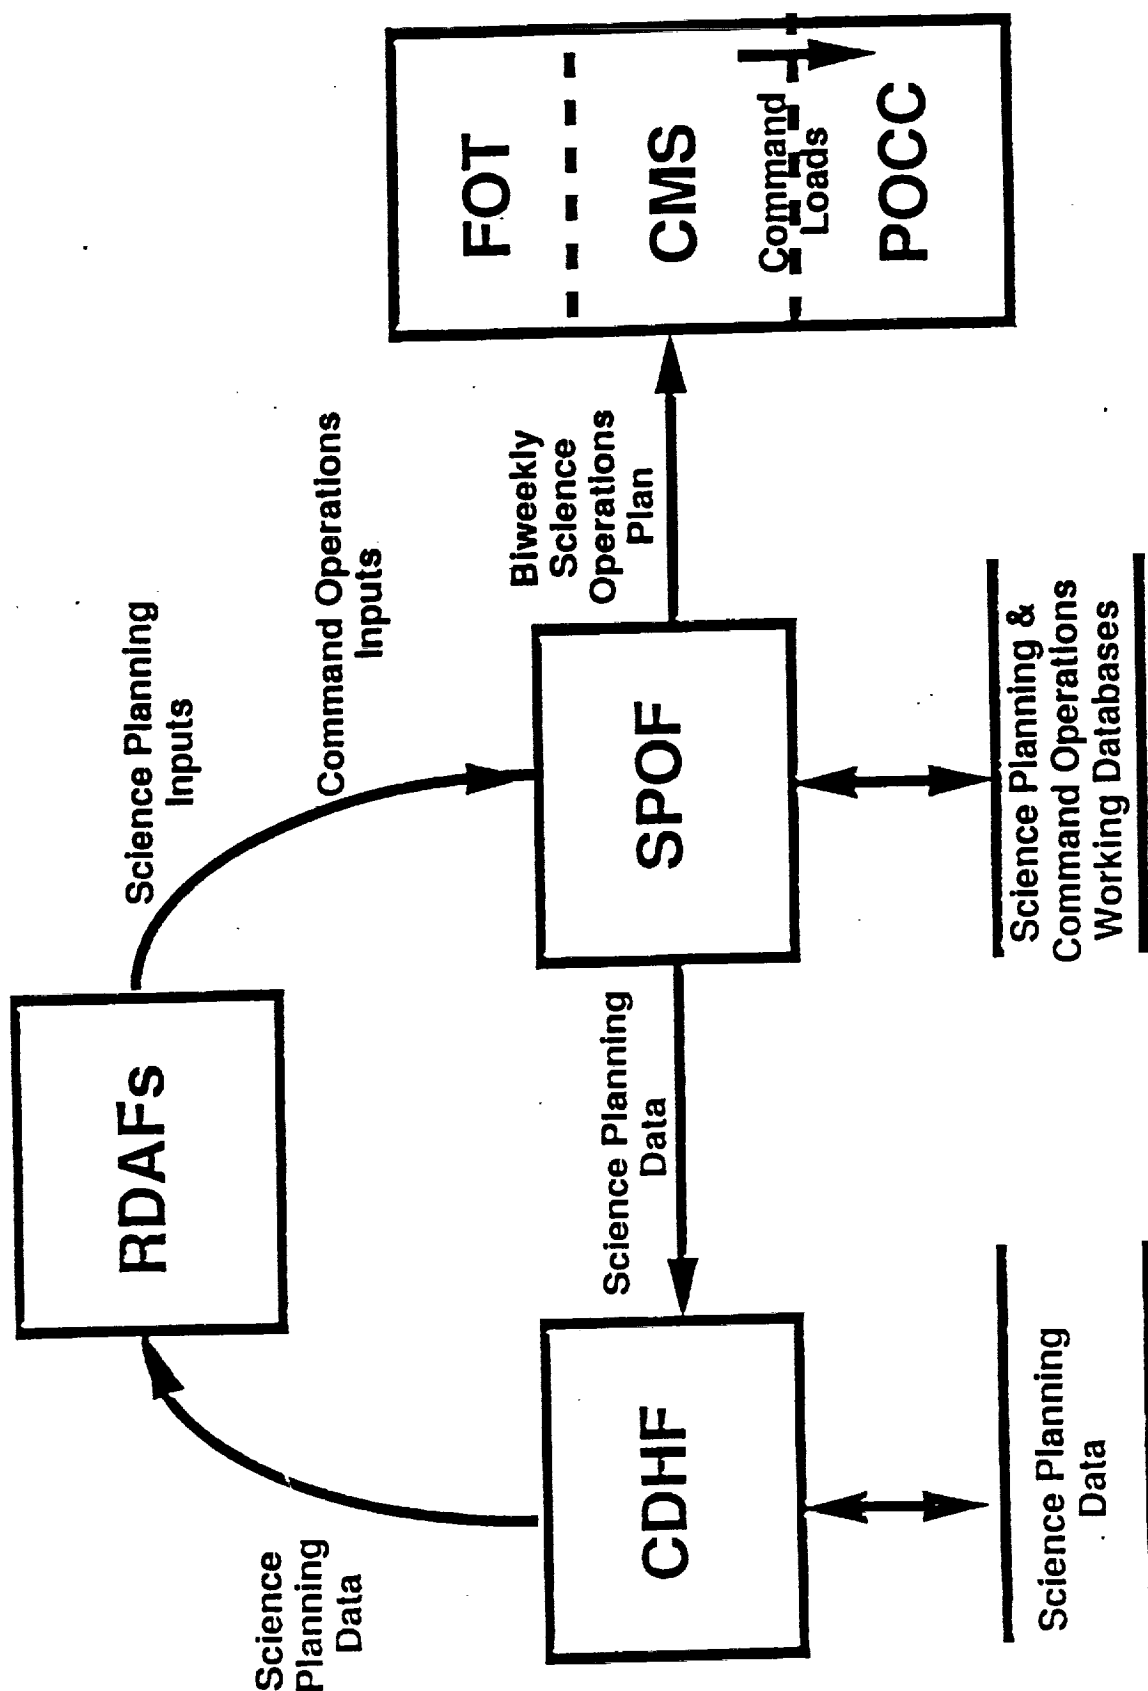 RDAFs
Science Planning
Inputs
Command Operations
Inputs
Science
Planning
Data
CDHF
Science Planning
Data
SPOF
Biweekly
Science
Operations
Plan
FOT
CMS
Command
Loads
POCC
Science Planning
Data
Science Planning &
Command Operations
Working Databases